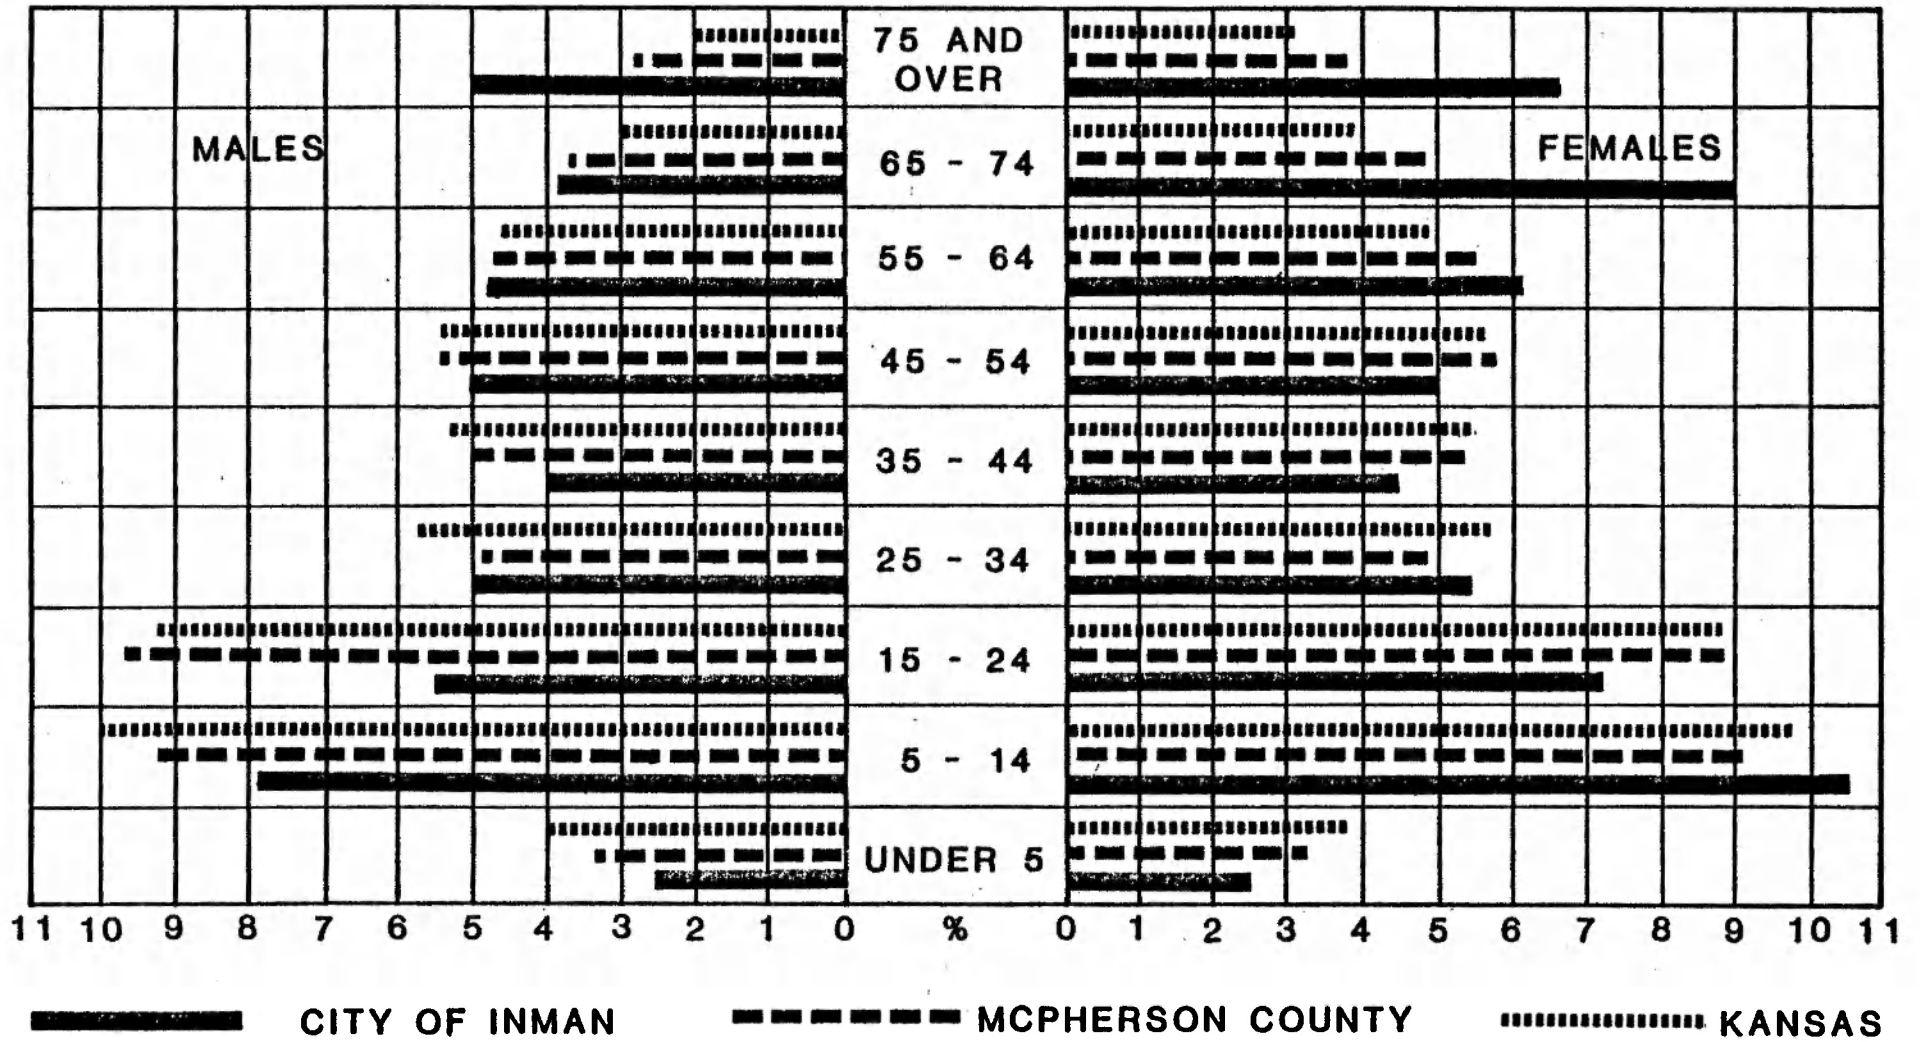 75 AND
OVER
MALES
FEMALES
65 - 74
55 - 64
45 - 54
35 - 44
25 - 34
15 - 24
5 - 14
UNDER 5
11 10 9 8 7 6 5 4 3 2 1 0 % 0 1 2 3 4 5 6 7 8 9 10 11
CITY OF INMAN MCPHERSON COUNTY KANSAS